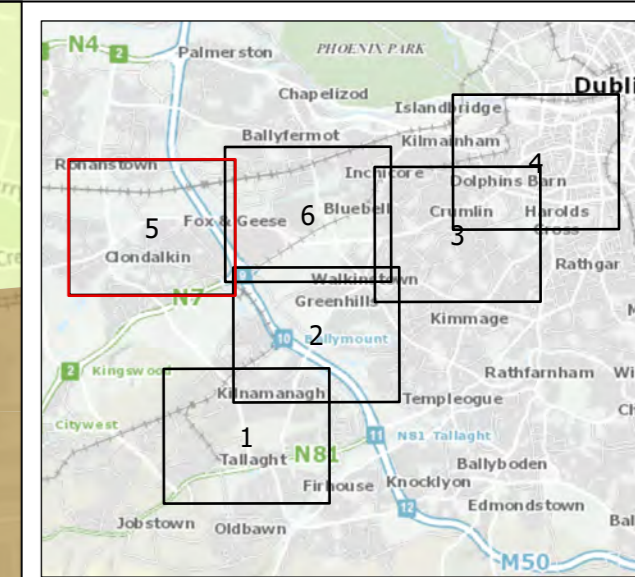 N4
2
Palmerston
PHOENIX PARK
Chapelizod
Islandbridge
Ballyfermot
Kilmainham
4
Ronanstown
Inchicore
Dolphins Barn
5
Fox & Geese
6
Bluebell
Crumlin
Harolds
Cross
3
Clondalkin
Rathgar
9
Walkinstown
N7
Greenhills
Kimmage
10
2
Ballymount
2
Kingswood
Rathfarnham
Kilnamanagh
Templeogue
Citywest
1
11
N81 Tallaght
Tallaght
N81
Ballyboden
Firhouse
Knocklyon
12
Edmondstown
Jobstown
Oldbawn
M50